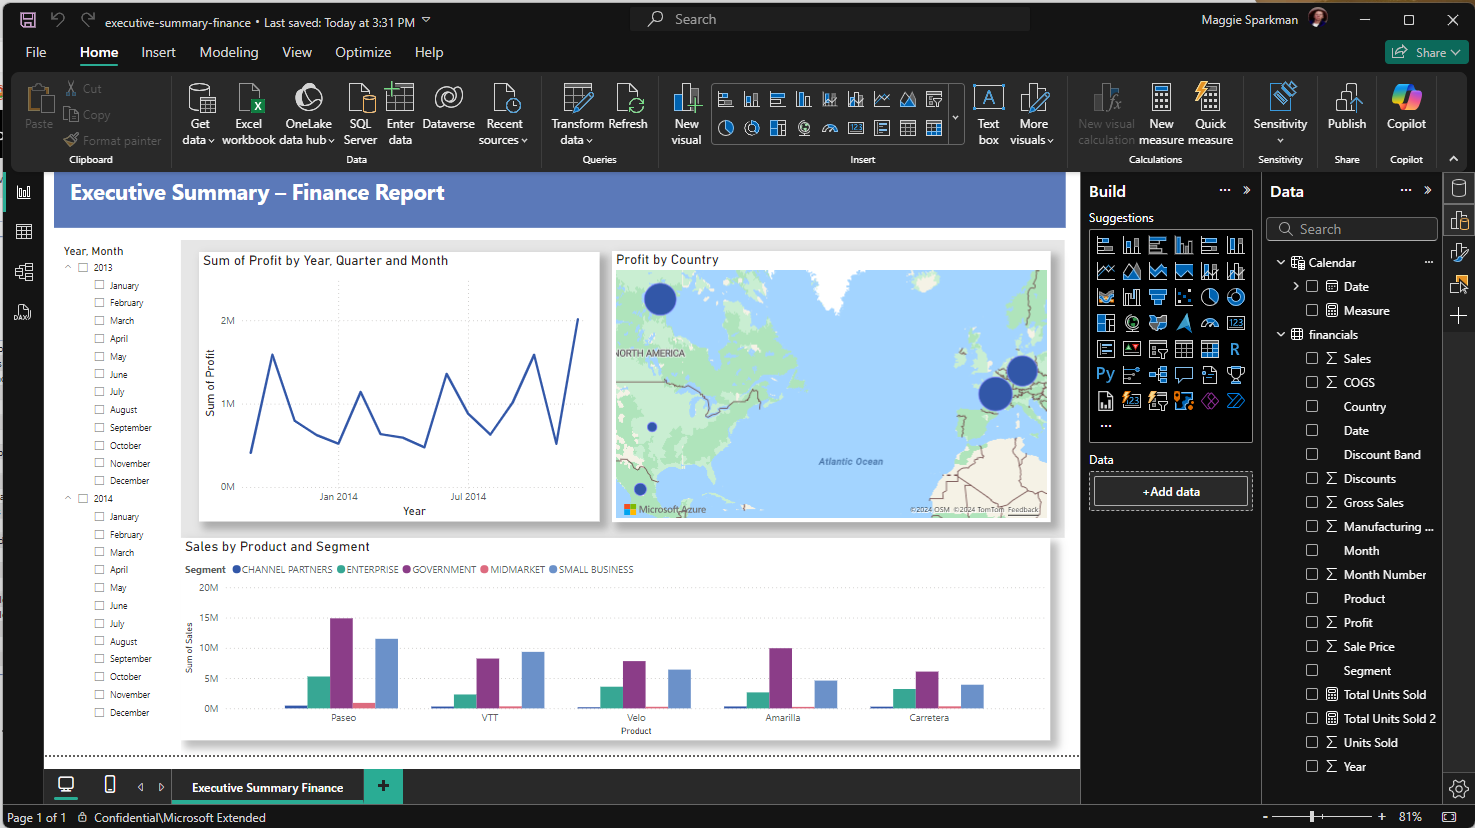 executive-summary-finance • Last saved: Today at 3:31 PM
Search
Maggie Sparkman
File Home Insert Modeling View Optimize Help
Share
Paste
Cut
Copy
Format painter
Clipboard
Get data
Excel workbook
OneLake data hub
SQL Server
Enter data
Dataverse
Recent sources
Data
Transform data
Refresh
Queries
New visual
Text box
More visuals
Insert
New visual calculation
New measure
Quick measure
Calculations
Sensitivity
Sensitivity
Publish
Share
Copilot
Copilot
Executive Summary – Finance Report
Year, Month
2013
January
February
March
April
May
June
July
August
September
October
November
December
2014
January
February
March
April
May
June
July
August
September
October
November
December
Sum of Profit by Year, Quarter and Month
Sum of Profit
2M
1M
0M
Jan 2014
Jul 2014
Year
Profit by Country
NORTH AMERICA
Atlantic Ocean
Microsoft Azure
©2024 OSM ©2024 TomTom Feedback
Sales by Product and Segment
Segment CHANNEL PARTNERS ENTERPRISE GOVERNMENT MIDMARKET SMALL BUSINESS
Sum of Sales
20M
15M
10M
5M
0M
Paseo VTT Velo Amarilla Carretera
Product
Build
Suggestions
123
R
Py
123
...
Data
+Add data
Data
Search
Calendar
Date
Measure
financials
Sales
COGS
Country
Date
Discount Band
Discounts
Gross Sales
Manufacturing ...
Month
Month Number
Product
Profit
Sale Price
Segment
Total Units Sold
Total Units Sold 2
Units Sold
Year
DAX
Executive Summary Finance
Page 1 of 1
Confidential\Microsoft Extended
- + 81%